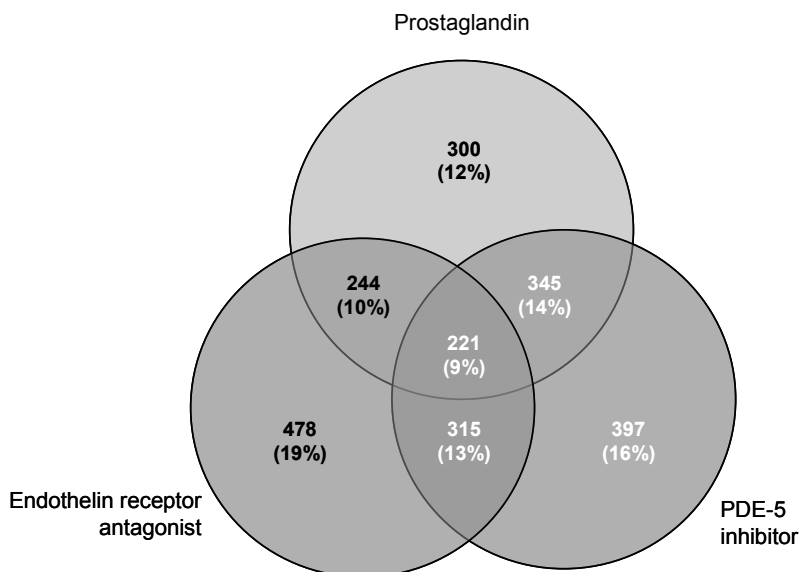 Prostaglandin
300
(12%)
244
(10%)
345
(14%)
221
(9%)
478
(19%)
315
(13%)
397
(16%)
Endothelin receptor
antagonist
PDE-5
inhibitor